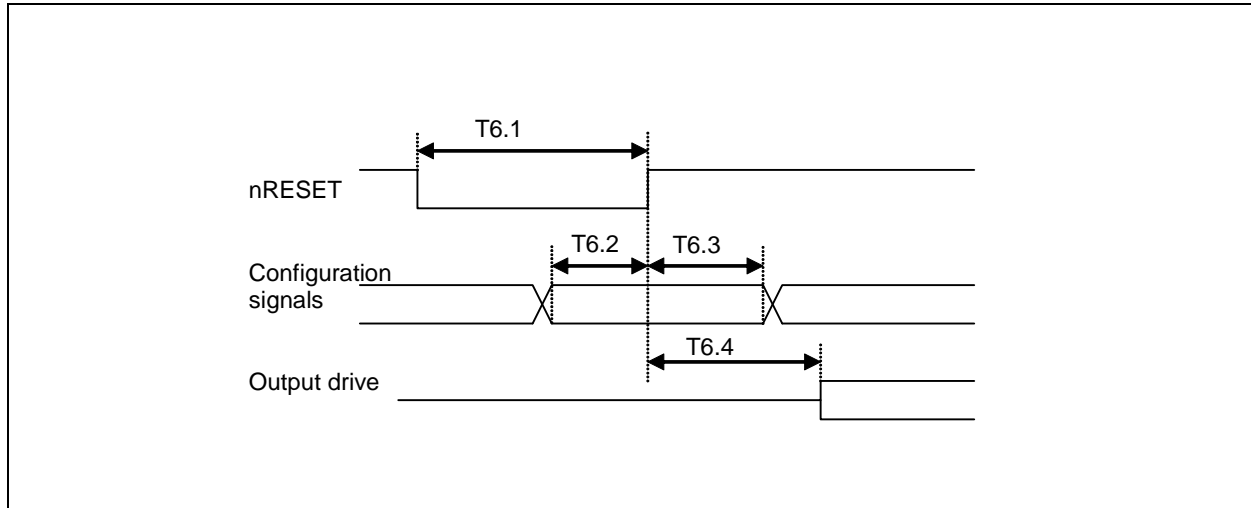 T6.1
nRESET
T6.2
T6.3
Configuration
signals
T6.4
Output drive